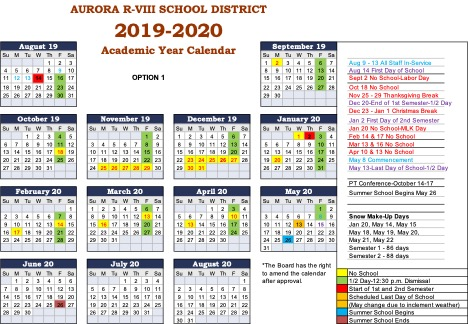 AURORA R-VIII SCHOOL DISTRICT
2019-2020
Academic Year Calendar
OPTION 1
August 19
Su Mo Tu W Th F Sa
1 2 3
4 5 6 7 8 9 10
11 12 13 14 15 16 17
18 19 20 21 22 23 24
25 26 27 28 29 30 31
September 19
Su Mo Tu W Th F Sa
1 2 3 4 5 6 7
8 9 10 11 12 13 14
15 16 17 18 19 20 21
22 23 24 25 26 27 28
29 30
October 19
Su Mo Tu W Th F Sa
1 2 3 4 5
6 7 8 9 10 11 12
13 14 15 16 17 18 19
20 21 22 23 24 25 26
27 28 29 30 31
November 19
Su Mo Tu W Th F Sa
1 2
3 4 5 6 7 8 9
10 11 12 13 14 15 16
17 18 19 20 21 22 23
24 25 26 27 28 29 30
December 19
Su Mo Tu W Th F Sa
1 2 3 4 5 6 7
8 9 10 11 12 13 14
15 16 17 18 19 20 21
22 23 24 25 26 27 28
29 30 31
January 20
Su Mo Tu W Th F Sa
1 2 3 4
5 6 7 8 9 10 11
12 13 14 15 16 17 18
19 20 21 22 23 24 25
26 27 28 29 30 31
February 20
Su Mo Tu W Th F Sa
1
2 3 4 5 6 7 8
9 10 11 12 13 14 15
16 17 18 19 20 21 22
23 24 25 26 27 28 29
March 20
Su Mo Tu W Th F Sa
1 2 3 4 5 6 7
8 9 10 11 12 13 14
15 16 17 18 19 20 21
22 23 24 25 26 27 28
29 30 31
April 20
Su Mo Tu W Th F Sa
1 2 3 4
5 6 7 8 9 10 11
12 13 14 15 16 17 18
19 20 21 22 23 24 25
26 27 28 29 30
May 20
Su Mo Tu W Th F Sa
1 2
3 4 5 6 7 8 9
10 11 12 13 14 15 16
17 18 19 20 21 22 23
24 25 26 27 28 29 30
31
June 20
Su Mo Tu W Th F Sa
1 2 3 4 5 6
7 8 9 10 11 12 13
14 15 16 17 18 19 20
21 22 23 24 25 26 27
28 29 30
July 20
Su Mo Tu W Th F Sa
1 2 3 4
5 6 7 8 9 10 11
12 13 14 15 16 17 18
19 20 21 22 23 24 25
26 27 28 29 30 31
August 20
Su Mo Tu W Th F Sa
1
2 3 4 5 6 7 8
9 10 11 12 13 14 15
16 17 18 19 20 21 22
23 24 25 26 27 28 29
*The Board has the right
to amend the calendar
after approval.
Aug 9 - 13 All Staff In-Service
Aug 14 First Day of School
Sept 2 No School-Labor Day
Oct 18 No School
Nov 25 - 29 Thanksgiving Break
Dec 20-End of 1st Semester-1/2 Day
Dec 23 - Jan 1 Christmas Break
Jan 2 First Day of 2nd Semester
Jan 20 No School/MLK Day
Feb 14 & 17 No School
Mar 13 & 16 No School
Apr 10 & 13 No School
May 8 Commencement
May 13-Last Day of School-1/2 Day
PT Conference-October 14-17
Summer School Begins May 26
Snow Make-Up Days
Jan 20, May 14, May 15
May 18, May 19, May 20,
May 21, May 22
Semester 1 - 86 days
Semester 2 - 88 days
No School
1/2 Day-12:30 p.m. Dismissal
Start of 1st and 2nd Semester
Scheduled Last Day of School
(May change due to indement weather)
Summer School Begins
Summer School Ends